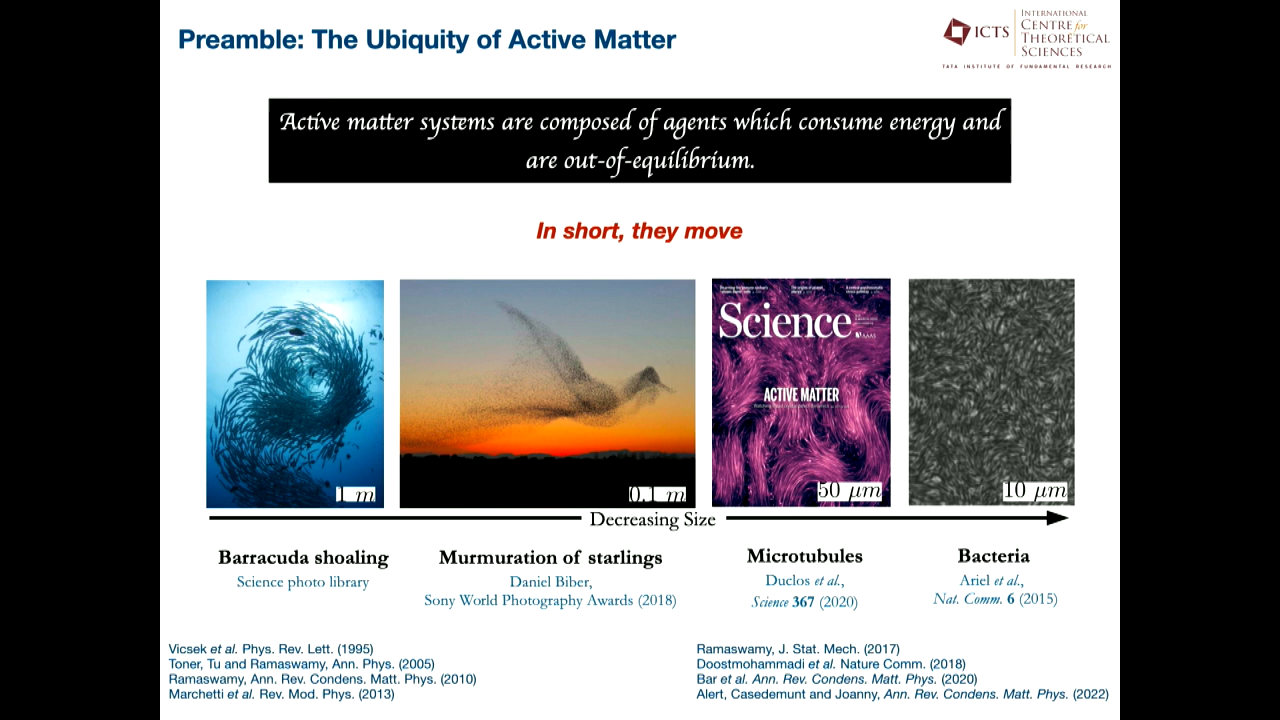 Preamble: The Ubiquity of Active Matter
ICTS
INTERNATIONAL
CENTRE for
THEORETICAL
SCIENCES
TATA INSTITUTE OF FUNDAMENTAL RESEARCH
Active matter systems are composed of agents which consume energy and
are out-of-equilibrium.
In short, they move
Science
AAAS
ACTIVE MATTER
1 m
0.1 m
50 μm
10 μm
Decreasing Size
Barracuda shoaling
Science photo library
Murmuration of starlings
Daniel Biber,
Sony World Photography Awards (2018)
Microtubules
Duclos et al.,
Science 367 (2020)
Bacteria
Ariel et al.,
Nat. Comm. 6 (2015)
Vicsek et al. Phys. Rev. Lett. (1995)
Toner, Tu and Ramaswamy, Ann. Phys. (2005)
Ramaswamy, Ann. Rev. Condens. Matt. Phys. (2010)
Marchetti et al. Rev. Mod. Phys. (2013)
Ramaswamy, J. Stat. Mech. (2017)
Doostmohammadi et al. Nature Comm. (2018)
Bar et al. Ann. Rev. Condens. Matt. Phys. (2020)
Alert, Casedemunt and Joanny, Ann. Rev. Condens. Matt. Phys. (2022)